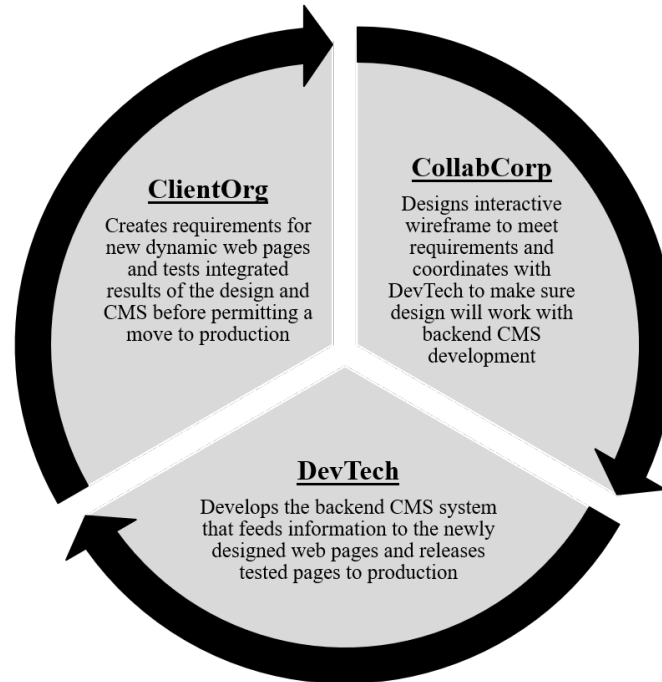 ClientOrg
Creates requirements for
new dynamic web pages
and tests integrated
results of the design and
CMS before permitting a
move to production
CollabCorp
Designs interactive
wireframe to meet
requirements and
coordinates with
DevTech to make sure
design will work with
backend CMS
development
DevTech
Develops the backend CMS system
that feeds information to the newly
designed web pages and releases
tested pages to production